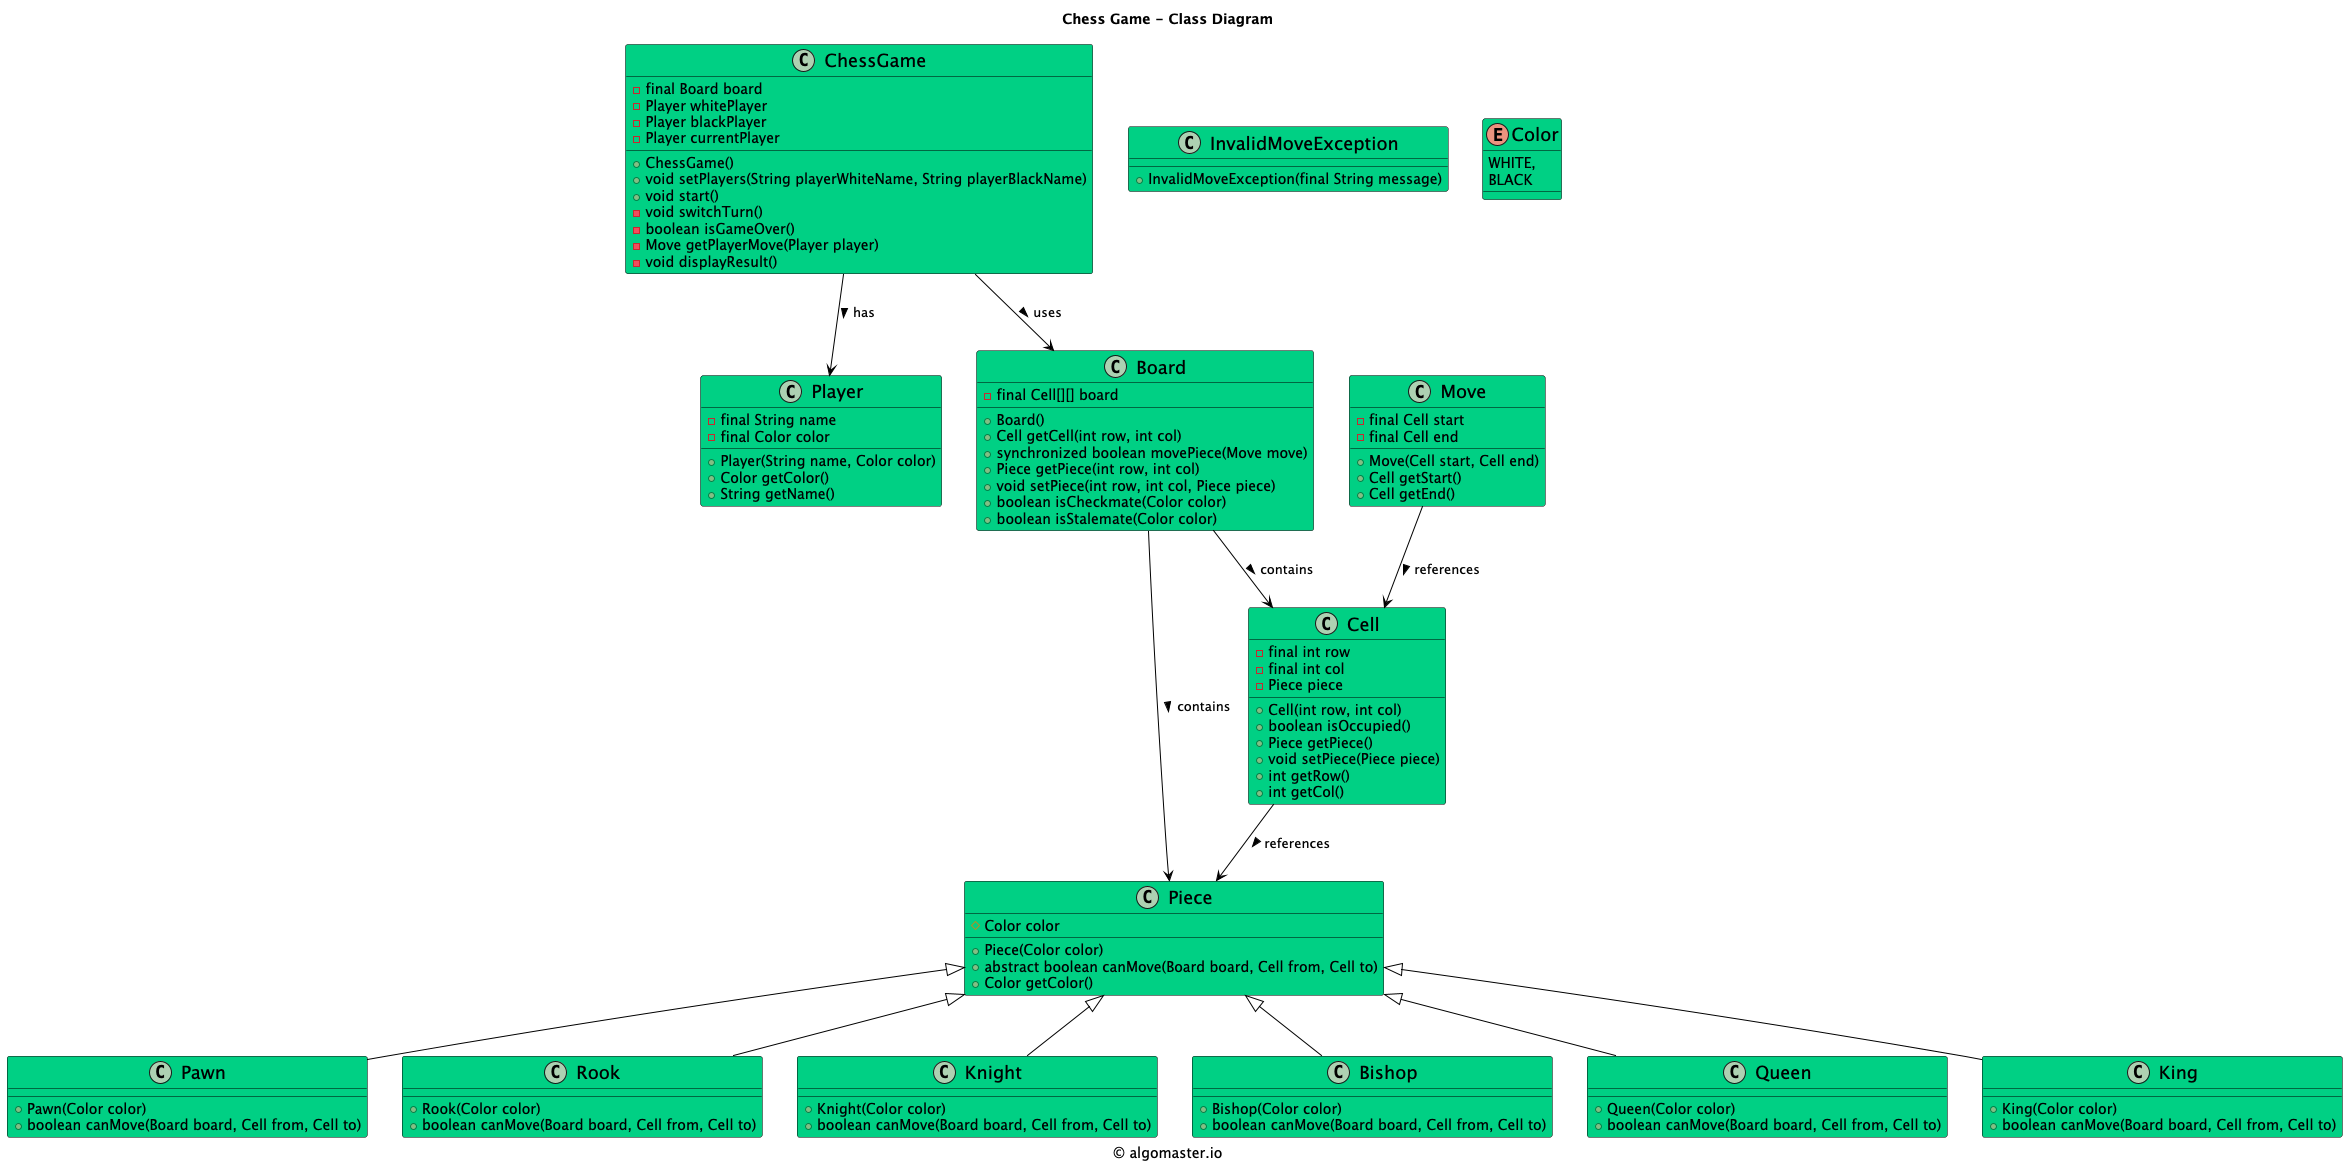 Chess Game - Class Diagram
C ChessGame
final Board board
Player whitePlayer
Player blackPlayer
Player currentPlayer
ChessGame()
void setPlayers(String playerWhiteName, String playerBlackName)
void start()
void switchTurn()
boolean isGameOver()
Move getPlayerMove(Player player)
void displayResult()
C InvalidMoveException
InvalidMoveException(final String message)
E Color
WHITE,
BLACK
has
uses
C Player
final String name
final Color color
Player(String name, Color color)
Color getColor()
String getName()
C Board
final Cell[][] board
Board()
Cell getCell(int row, int col)
synchronized boolean movePiece(Move move)
Piece getPiece(int row, int col)
void setPiece(int row, int col, Piece piece)
boolean isCheckmate(Color color)
boolean isStalemate(Color color)
C Move
final Cell start
final Cell end
Move(Cell start, Cell end)
Cell getStart()
Cell getEnd()
contains
references
C Cell
final int row
final int col
Piece piece
Cell(int row, int col)
boolean isOccupied()
Piece getPiece()
void setPiece(Piece piece)
int getRow()
int getCol()
contains
references
C Piece
Color color
Piece(Color color)
abstract boolean canMove(Board board, Cell from, Cell to)
Color getColor()
C Pawn
Pawn(Color color)
boolean canMove(Board board, Cell from, Cell to)
C Rook
Rook(Color color)
boolean canMove(Board board, Cell from, Cell to)
C Knight
Knight(Color color)
boolean canMove(Board board, Cell from, Cell to)
C Bishop
Bishop(Color color)
boolean canMove(Board board, Cell from, Cell to)
C Queen
Queen(Color color)
boolean canMove(Board board, Cell from, Cell to)
C King
King(Color color)
boolean canMove(Board board, Cell from, Cell to)
© algomaster.io